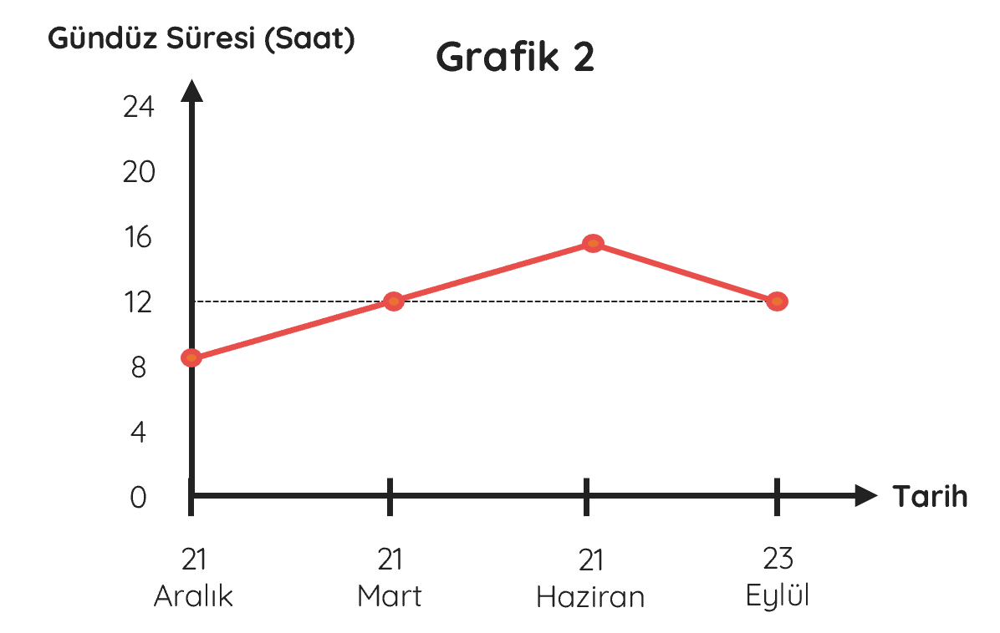 Gündüz Süresi (Saat)
Grafik 2
24
20
16
12
8
4
0
Tarih
21 21 21 23
Aralık Mart Haziran Eylül